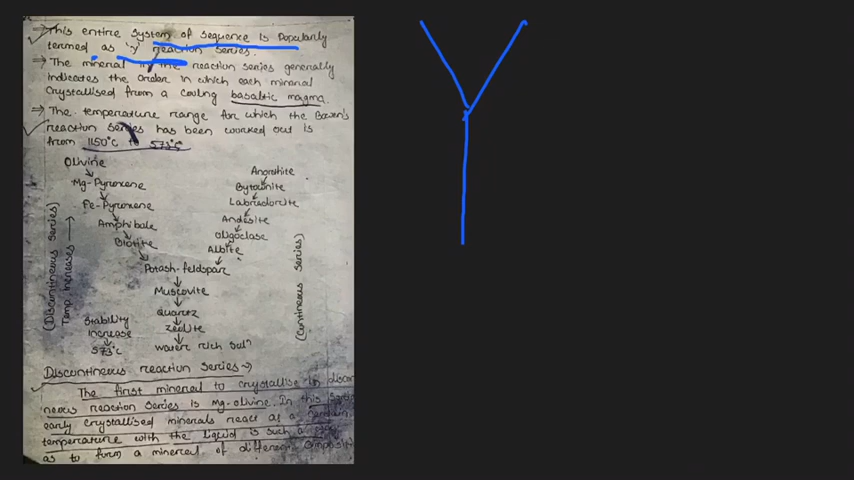 ⇒ This entire system of sequence is popularly
termed as 'y' reaction series.
⇒ The mineral in the reaction series generally
indicates the order in which each mineral
crystallised from a cooling basaltic magma.
⇒ The temperature range for which the Bowen's
reaction series has been worked out is
from 1150°C to 573°C
Olivine
Mg-Pyroxene
Fe-Pyroxene
Amphibole
Biotite
Anorthite
Bytownite
Labradorite
Andesite
Oligoclase
Albite
Potash-feldspar
Muscovite
Quartz
Zeolite
water rich soln
(Discontinuous Series)
Temp. increases →
Stability
increase
573°C
(Continuous Series)
Discontinuous reaction series
The first mineral to crystallise in discon
nuous reaction series is Mg-olivine. In this series
early crystallised minerals react at a certain
temperature with the liquid is such a way
as to form a mineral of different composit